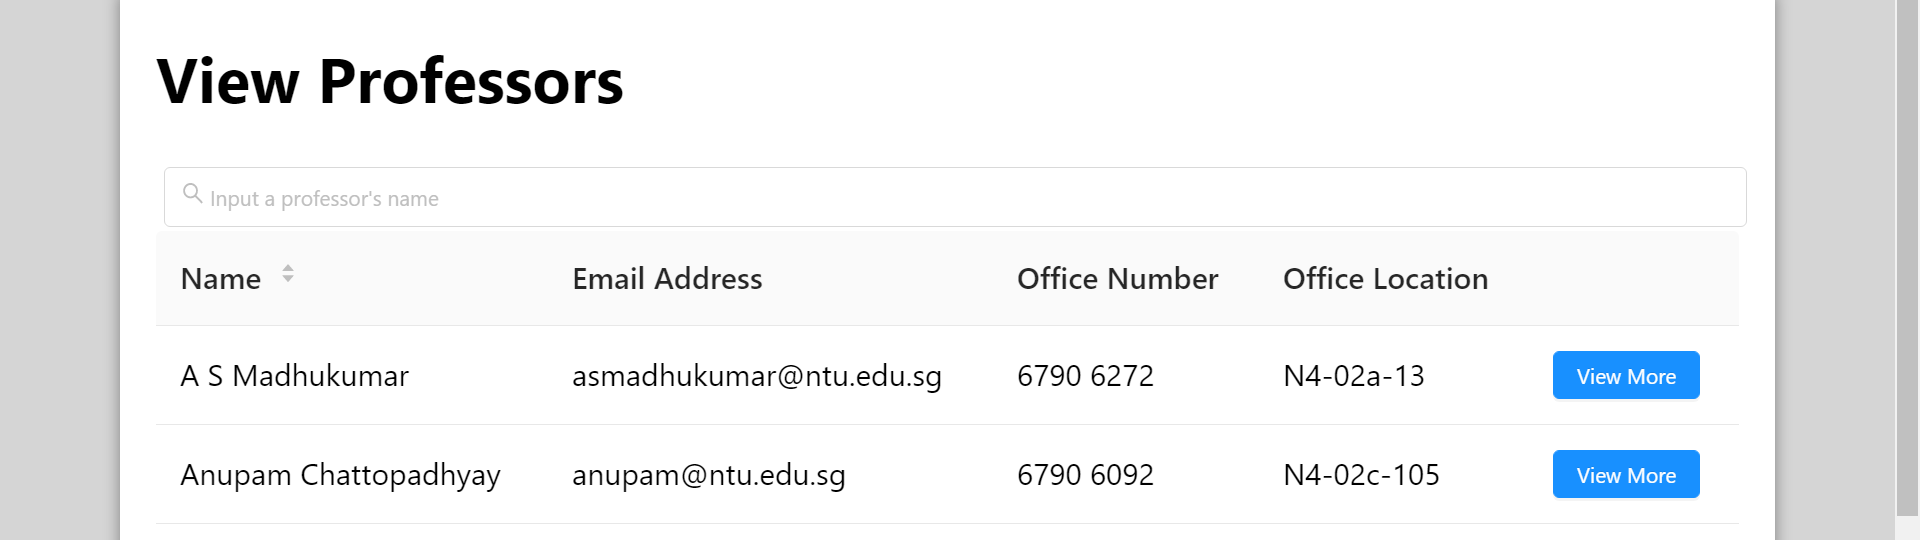 View Professors
Input a professor's name
Name Email Address Office Number Office Location
A S Madhukumar asmadhukumar@ntu.edu.sg 6790 6272 N4-02a-13 View More
Anupam Chattopadhyay anupam@ntu.edu.sg 6790 6092 N4-02c-105 View More